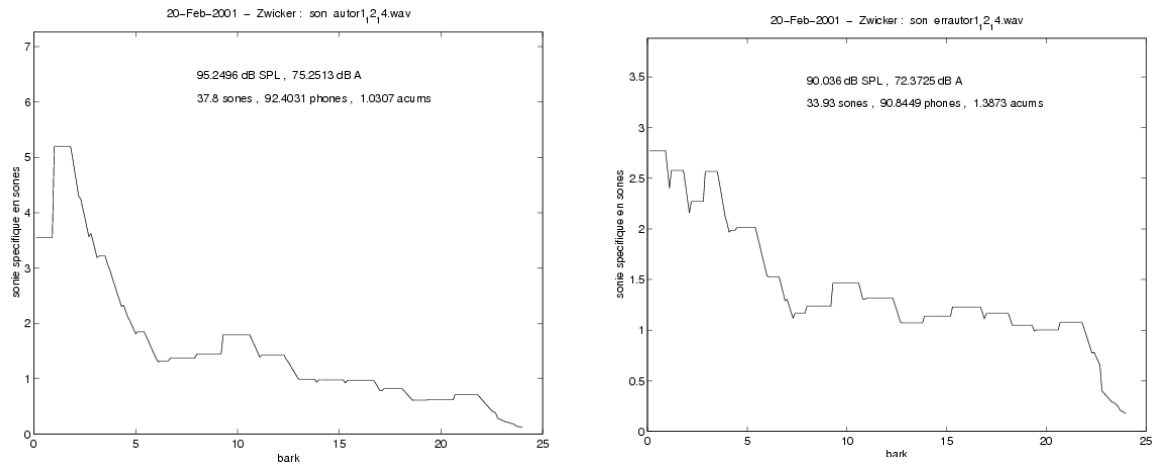 20-Feb-2001 - Zwicker : son autor1,2,4.wav
95.2496 dB SPL , 75.2513 dB A
37.8 sones , 92.4031 phones , 1.0307 acums
sonie specifique en sones
7
6
5
4
3
2
1
0
0 5 10 15 20 25
bark
20-Feb-2001 - Zwicker : son errautor1,2,4.wav
90.036 dB SPL , 72.3725 dB A
33.93 sones , 90.8449 phones , 1.3873 acums
sonie specifique en sones
3.5
3
2.5
2
1.5
1
0.5
0
0 5 10 15 20 25
bark